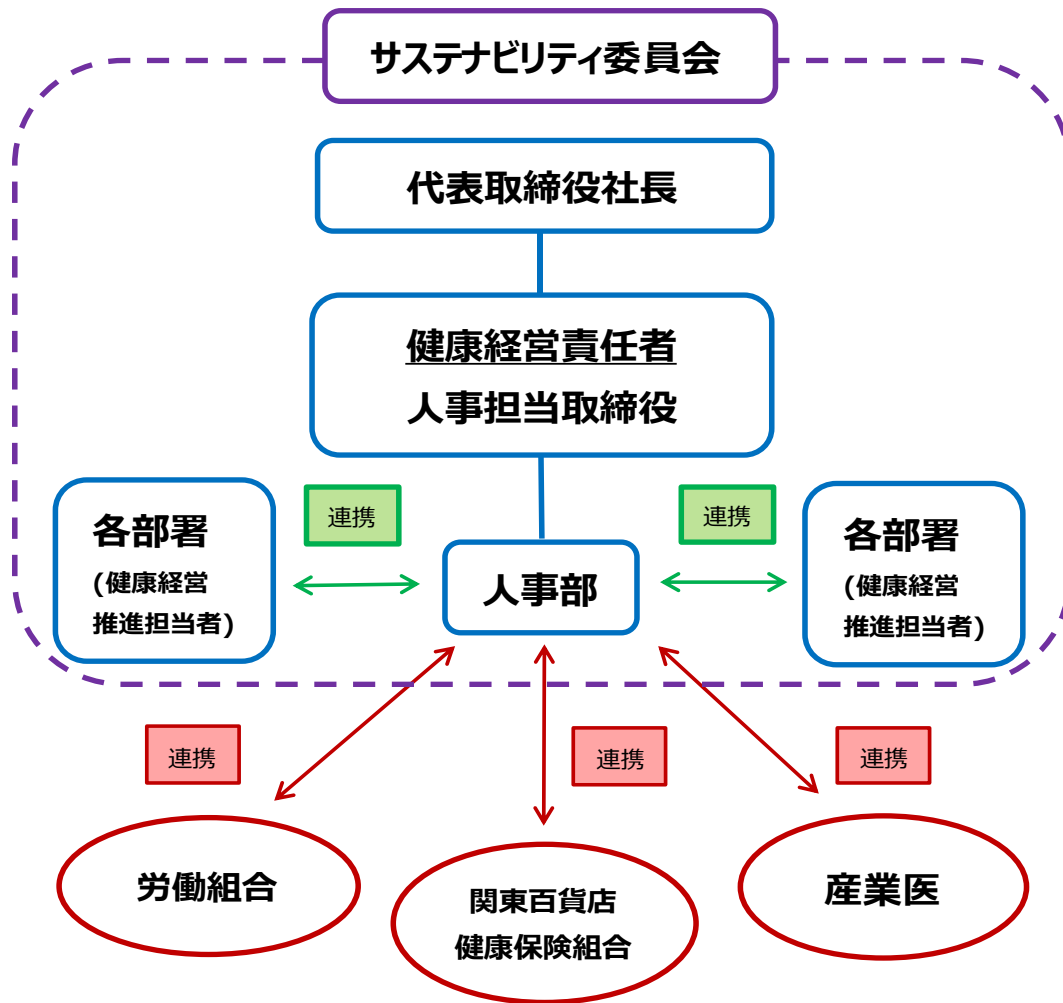 サステナビリティ委員会
代表取締役社長
健康経営責任者
人事担当取締役
連携
連携
各部署
(健康経営
推進担当者)
人事部
各部署
(健康経営
推進担当者)
連携
連携
連携
労働組合
関東百貨店
健康保険組合
産業医